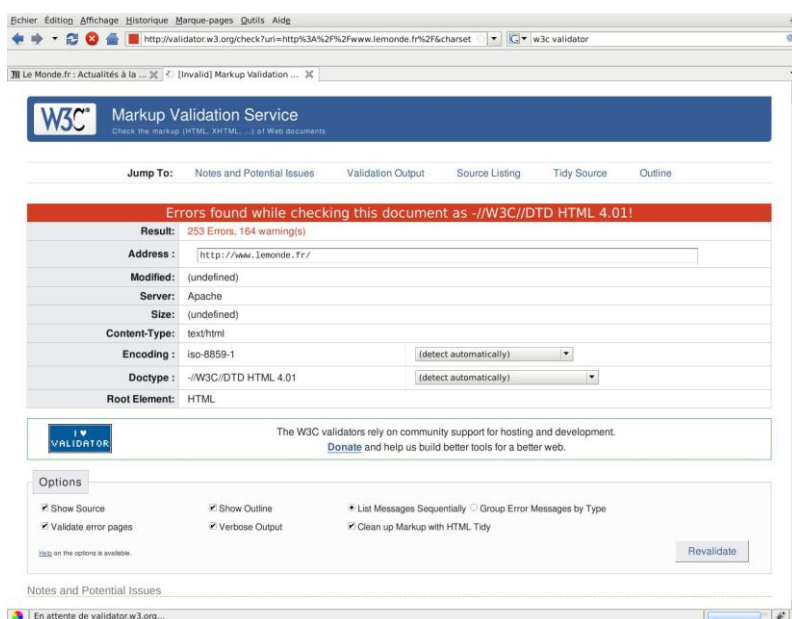 Fichier Édition Affichage Historique Marque-pages Outils Aide
http://validator.w3.org/check?uri=http%3A%2F%2Fwww.lemonde.fr%2F&charset G w3c validator
Le Monde.fr : Actualités à la ... [Invalid] Markup Validation ...
W3C® Markup Validation Service
Check the markup (HTML, XHTML, ...) of Web documents
Jump To: Notes and Potential Issues Validation Output Source Listing Tidy Source Outline
Errors found while checking this document as -//W3C//DTD HTML 4.01!
Result: 253 Errors, 164 warning(s)
Address : http://www.lemonde.fr/
Modified: (undefined)
Server: Apache
Size: (undefined)
Content-Type: text/html
Encoding : iso-8859-1 (detect automatically)
Doctype : -//W3C//DTD HTML 4.01 (detect automatically)
Root Element: HTML
I ♥
VALIDATOR
The W3C validators rely on community support for hosting and development.
Donate and help us build better tools for a better web.
Options
Show Source Show Outline List Messages Sequentially Group Error Messages by Type
Validate error pages Verbose Output Clean up Markup with HTML Tidy
Help on the options is available.
Revalidate
Notes and Potential Issues
En attente de validator.w3.org...